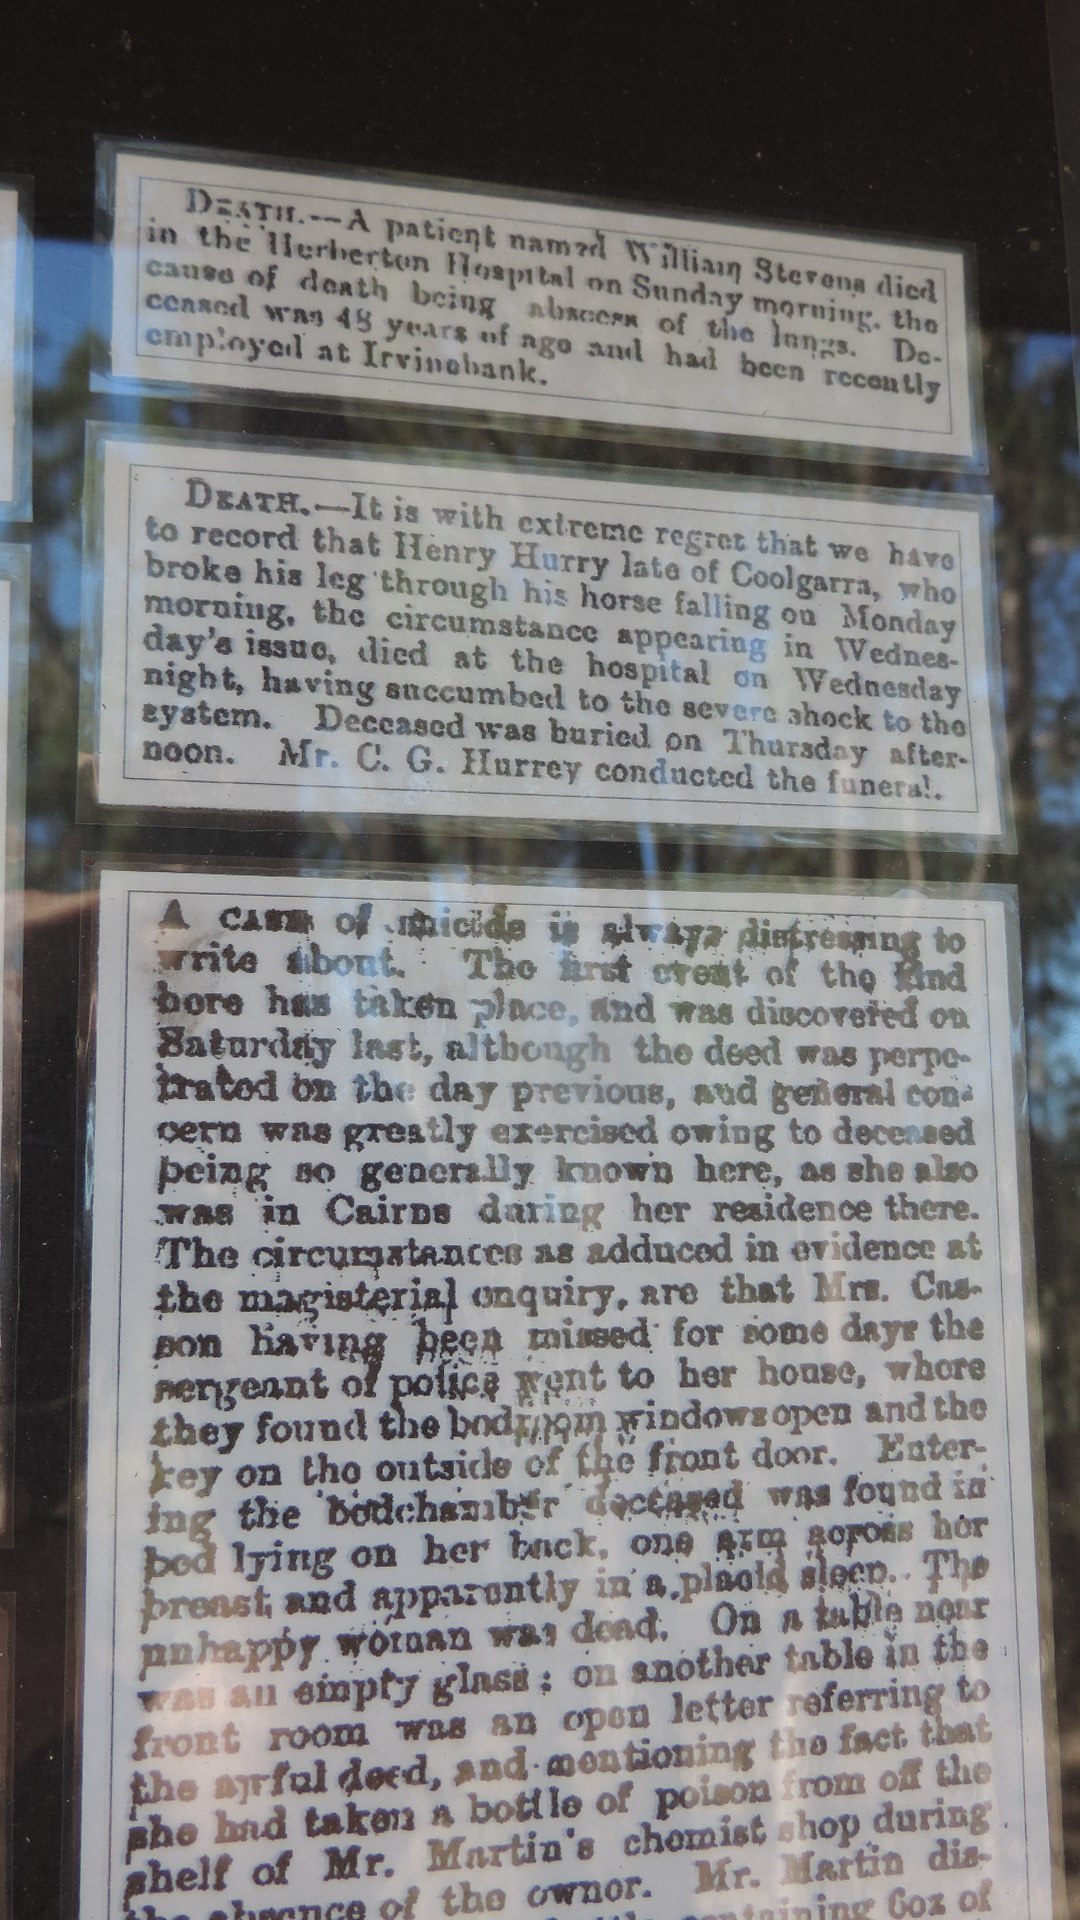 DEATH.—A patient named William Stevens died
in the Herberton Hospital on Sunday morning, the
cause of death being abscess of the lungs. De-
ceased was 48 years of age and had been recently
employed at Irvinebank.
DEATH.—It is with extreme regret that we have
to record that Henry Hurry late of Coolgarra, who
broke his leg through his horse falling on Monday
morning, the circumstance appearing in Wednes-
day's issue, died at the hospital on Wednesday
night, having succumbed to the severe shock to the
system. Deceased was buried on Thursday after-
noon. Mr. C. G. Hurrey conducted the funeral.
A CASE of suicide is always distressing to
write about. The first event of the kind
here has taken place, and was discovered on
Saturday last, although the deed was perpe-
trated on the day previous, and general con-
cern was greatly exercised owing to deceased
being so generally known here, as she also
was in Cairns during her residence there.
The circumstances as adduced in evidence at
the magisterial enquiry, are that Mrs. Cas-
son having been missed for some days the
sergeant of police went to her house, where
they found the bedroom windows open and the
key on the outside of the front door. Enter-
ing the bedchamber deceased was found in
bed lying on her back, one arm across her
breast, and apparently in a placid sleep. The
unhappy woman was dead. On a table near
was an empty glass; on another table in the
front room was an open letter referring to
the awful deed, and mentioning the fact that
she had taken a bottle of poison from off the
shelf of Mr. Martin's chemist shop during
the absence of the owner. Mr. Martin dis-
containing 6oz of